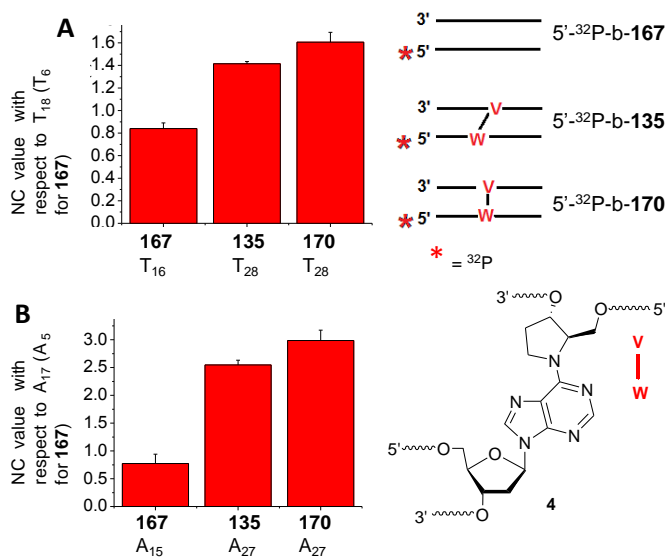 A
NC value with
respect to T18 (T6
for 167)
1.6
1.4
1.2
1.0
0.8
0.6
0.4
0.2
0.0
167 135 170
T16 T28 T28
3'
* 5'
5'-32P-b-167
3' V
* 5' W
5'-32P-b-135
3' V
* 5' W
5'-32P-b-170
* = 32P
B
NC value with
respect to A17 (A5
for 167)
3.0
2.5
2.0
1.5
1.0
0.5
0.0
167 135 170
A15 A27 A27
3' O O 5'
N
N N
N N
5' O O
3' O
4
V
W